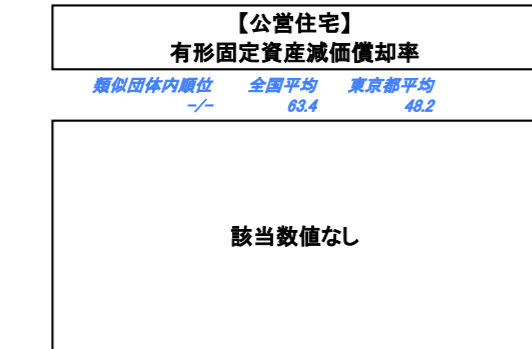 【公営住宅】
有形固定資産減価償却率
類似団体内順位 全国平均 東京都平均
-/- 63.4 48.2
該当数値なし